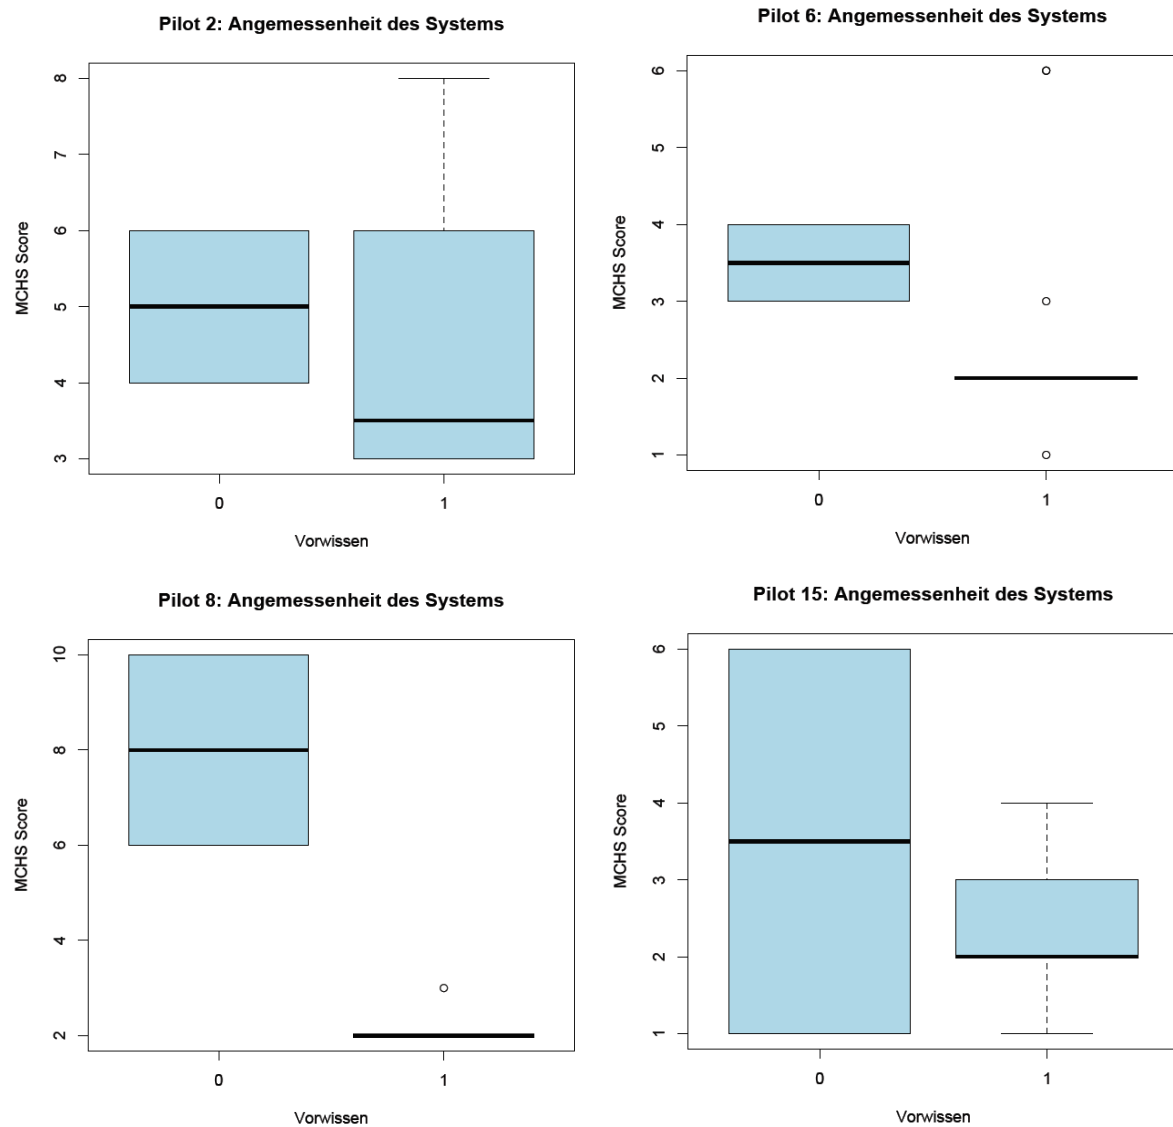 Pilot 2: Angemessenheit des Systems
MCHS Score
8
7
6
5
4
3
0 1
Vorwissen
Pilot 6: Angemessenheit des Systems
MCHS Score
6
5
4
3
2
1
0 1
Vorwissen
Pilot 8: Angemessenheit des Systems
MCHS Score
10
8
6
4
2
0 1
Vorwissen
Pilot 15: Angemessenheit des Systems
MCHS Score
6
5
4
3
2
1
0 1
Vorwissen